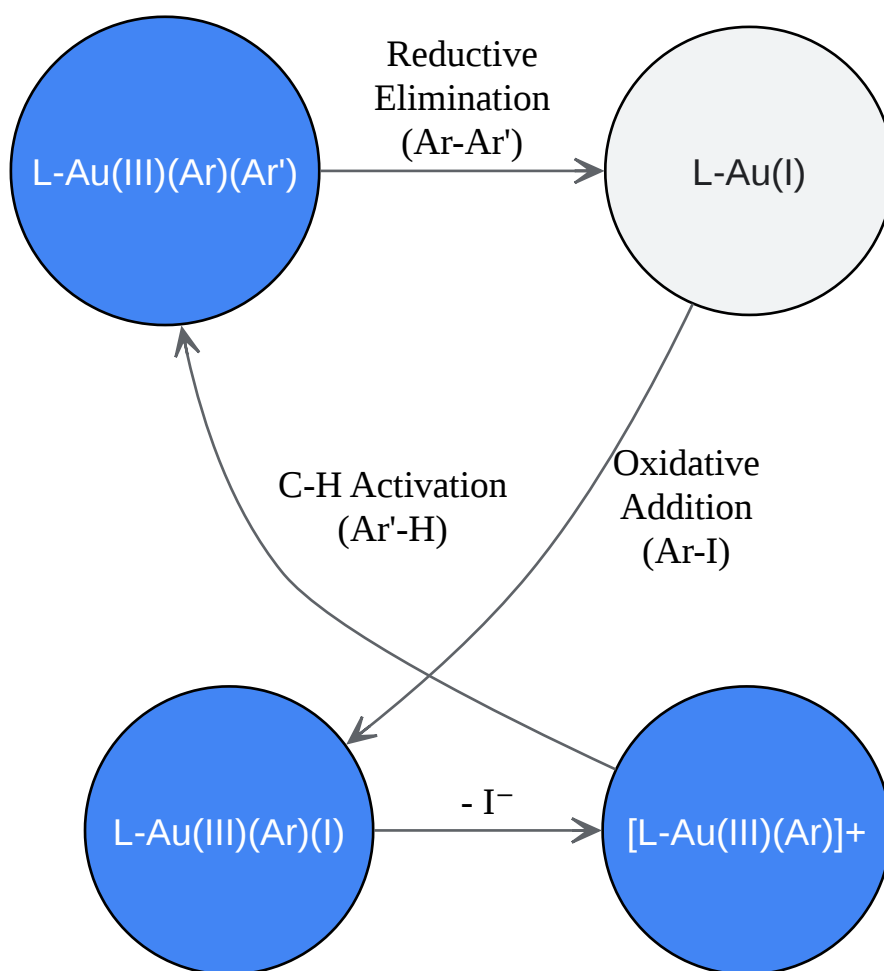 Reductive
Elimination
(Ar-Ar')
L-Au(III)(Ar)(Ar')
L-Au(I)
C-H Activation
(Ar'-H)
Oxidative
Addition
(Ar-I)
- I⁻
L-Au(III)(Ar)(I)
[L-Au(III)(Ar)]+